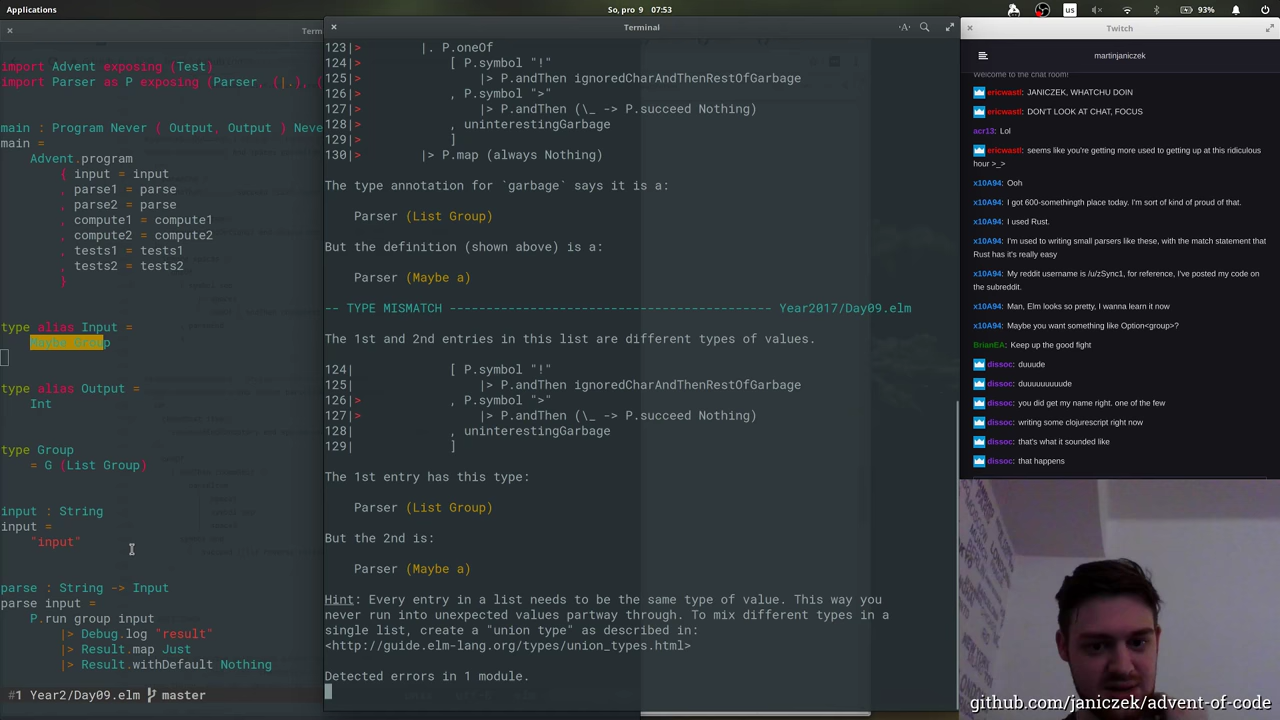 Applications
So, pro 9 07:53
us
93%
Term
import Advent exposing (Test)
import Parser as P exposing (Parser, (|.), (
main : Program Never ( Output, Output ) Neve
main =
Advent.program
{ input = input
, parse1 = parse
, parse2 = parse
, compute1 = compute1
, compute2 = compute2
, tests1 = tests1
, tests2 = tests2
}
type alias Input =
Maybe Group
type alias Output =
Int
type Group
= G (List Group)
input : String
input =
"input"
parse : String -> Input
parse input =
P.run group input
|> Debug.log "result"
|> Result.map Just
|> Result.withDefault Nothing
#1 Year2/Day09.elm master
Terminal
123|> |. P.oneOf
124|> [ P.symbol "!"
125|> |> P.andThen ignoredCharAndThenRestOfGarbage
126|> , P.symbol ">"
127|> |> P.andThen (\_ -> P.succeed Nothing)
128|> , uninterestingGarbage
129|> ]
130|> |> P.map (always Nothing)
The type annotation for `garbage` says it is a:
Parser (List Group)
But the definition (shown above) is a:
Parser (Maybe a)
-- TYPE MISMATCH -------------------------------------------- Year2017/Day09.elm
The 1st and 2nd entries in this list are different types of values.
124| [ P.symbol "!"
125| |> P.andThen ignoredCharAndThenRestOfGarbage
126|> , P.symbol ">"
127|> |> P.andThen (\_ -> P.succeed Nothing)
128| , uninterestingGarbage
129| ]
The 1st entry has this type:
Parser (List Group)
But the 2nd is:
Parser (Maybe a)
Hint: Every entry in a list needs to be the same type of value. This way you
never run into unexpected values partway through. To mix different types in a
single list, create a "union type" as described in:
<http://guide.elm-lang.org/types/union_types.html>
Detected errors in 1 module.
Twitch
martinjaniczek
Welcome to the chat room!
ericwastl: JANICZEK, WHATCHU DOIN
ericwastl: DON'T LOOK AT CHAT, FOCUS
acr13: Lol
ericwastl: seems like you're getting more used to getting up at this ridiculous
hour >_>
x10A94: Ooh
x10A94: I got 600-somethingth place today. I'm sort of kind of proud of that.
x10A94: I used Rust.
x10A94: I'm used to writing small parsers like these, with the match statement that
Rust has it's really easy
x10A94: My reddit username is /u/zSync1, for reference, I've posted my code on
the subreddit.
x10A94: Man, Elm looks so pretty, I wanna learn it now
x10A94: Maybe you want something like Option<group>?
BrianEA: Keep up the good fight
dissoc: duuude
dissoc: duuuuuuuude
dissoc: you did get my name right. one of the few
dissoc: writing some clojurescript right now
dissoc: that's what it sounded like
dissoc: that happens
github.com/janiczek/advent-of-code